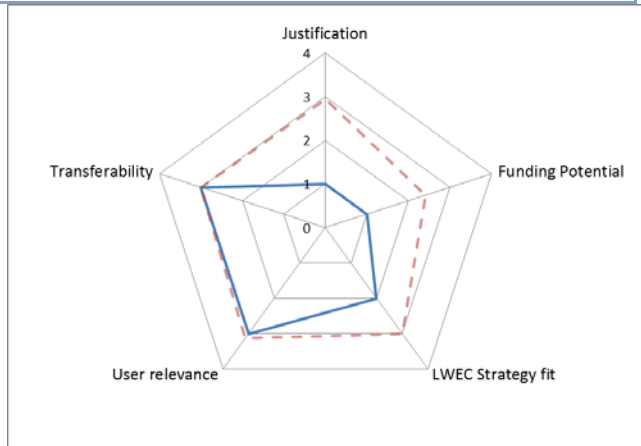 Justification
4
3
2
1
0
Transferability
Funding Potential
User relevance
LWEC Strategy fit